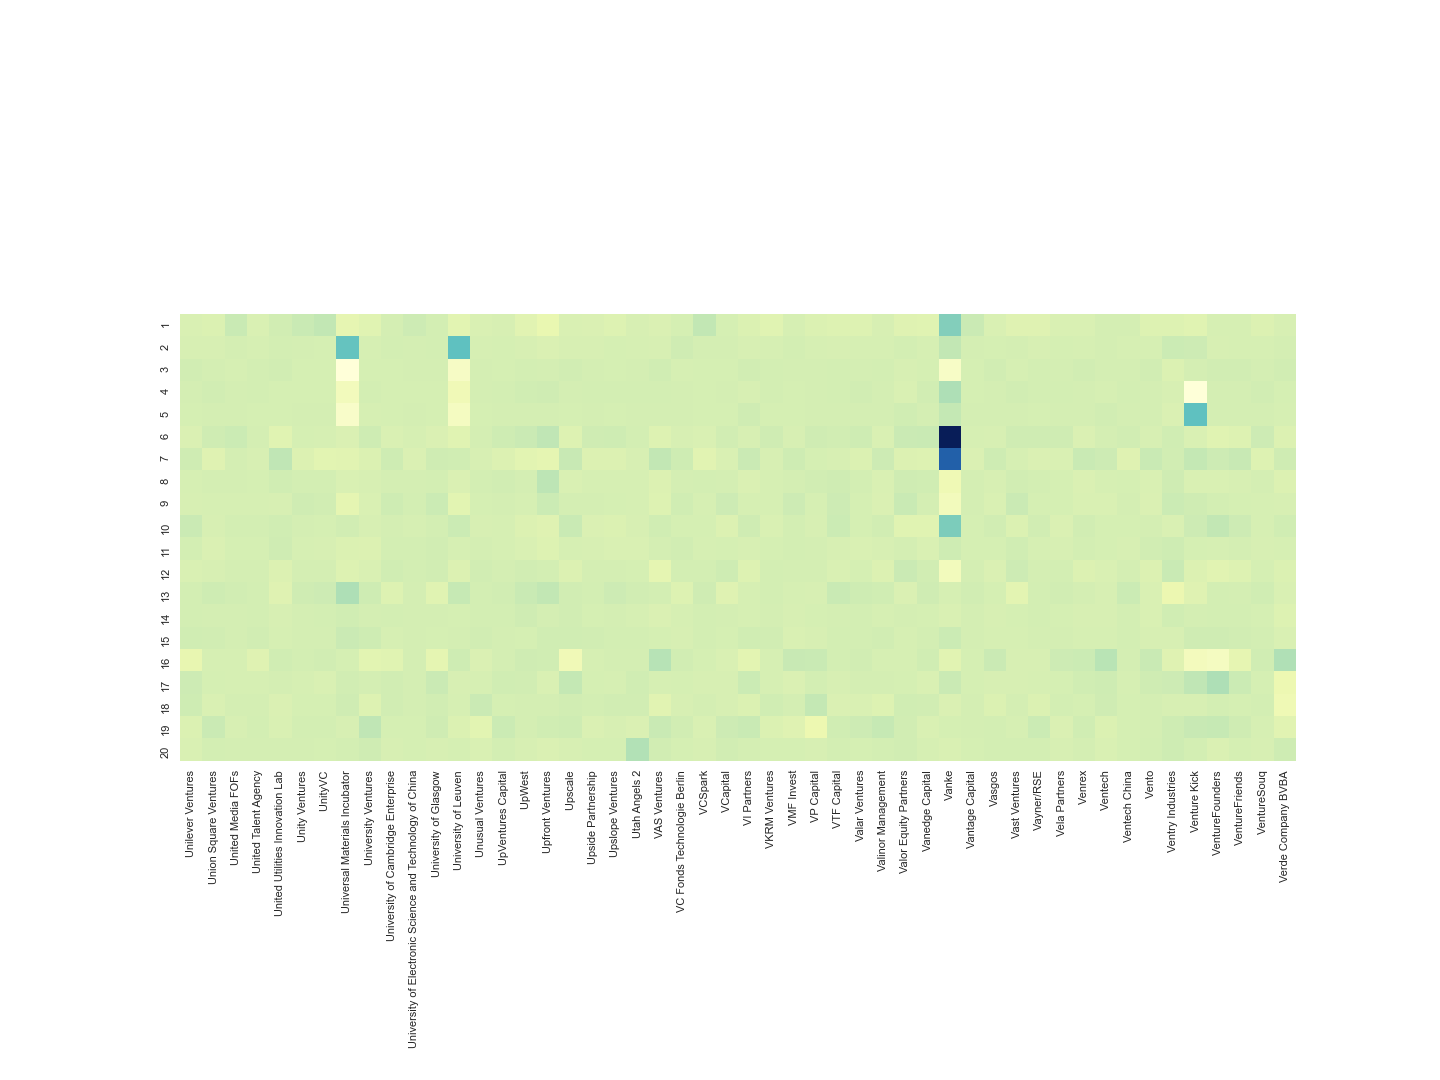 1
2
3
4
5
6
7
8
9
10
11
12
13
14
15
16
17
18
19
20
Unilever Ventures
Union Square Ventures
United Media FOFs
United Talent Agency
United Utilities Innovation Lab
Unity Ventures
UnityVC
Universal Materials Incubator
University Ventures
University of Cambridge Enterprise
University of Electronic Science and Technology of China
University of Glasgow
University of Leuven
Unusual Ventures
UpVentures Capital
UpWest
Upfront Ventures
Upscale
Upside Partnership
Upslope Ventures
Utah Angels 2
VAS Ventures
VC Fonds Technologie Berlin
VCSpark
VCapital
VI Partners
VKRM Ventures
VMF Invest
VP Capital
VTF Capital
Valar Ventures
Valinor Management
Valor Equity Partners
Vanedge Capital
Vanke
Vantage Capital
Vasgos
Vast Ventures
Vayner/RSE
Vela Partners
Venrex
Ventech
Ventech China
Vento
Ventry Industries
Venture Kick
VentureFounders
VentureFriends
VentureSouq
Verde Company BVBA